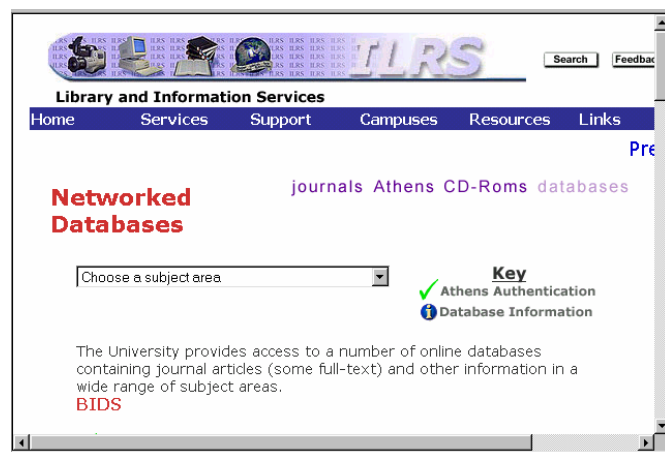 ILRS
Search Feedbac
Library and Information Services
Home Services Support Campuses Resources Links
Pre
Networked
Databases
journals Athens CD-Roms databases
Choose a subject area
Key
Athens Authentication
Database Information
The University provides access to a number of online databases
containing journal articles (some full-text) and other information in a
wide range of subject areas.
BIDS